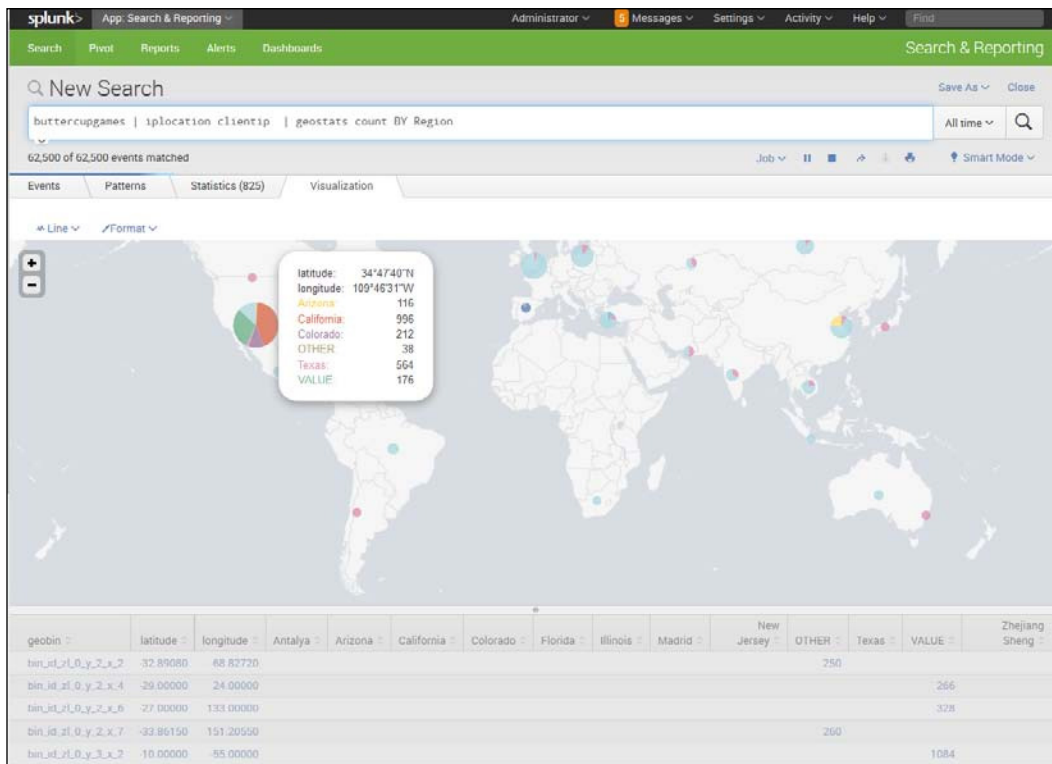 splunk> App: Search & Reporting Administrator 5 Messages Settings Activity Help Find
Search Pivot Reports Alerts Dashboards Search & Reporting
New Search Save As Close
buttercupgames | iplocation clientip | geostats count BY Region All time
62,500 of 62,500 events matched Job Smart Mode
Events Patterns Statistics (825) Visualization
Line Format
+
-
latitude: 34°47'40"N
longitude: 109°46'31"W
Arizona: 116
California: 996
Colorado: 212
OTHER: 38
Texas: 564
VALUE: 176
geobin latitude longitude Antalya Arizona California Colorado Florida Illinois Madrid New Jersey OTHER Texas VALUE Zhejiang Sheng
bin_id_zl_0_y_2_x_2 -32.89080 -68.82720 250
bin_id_zl_0_y_2_x_4 -29.00000 24.00000 266
bin_id_zl_0_y_2_x_6 -27.00000 133.00000 328
bin_id_zl_0_y_2_x_7 -33.86150 151.20550 260
bin_id_zl_0_y_3_x_2 -10.00000 -55.00000 1084